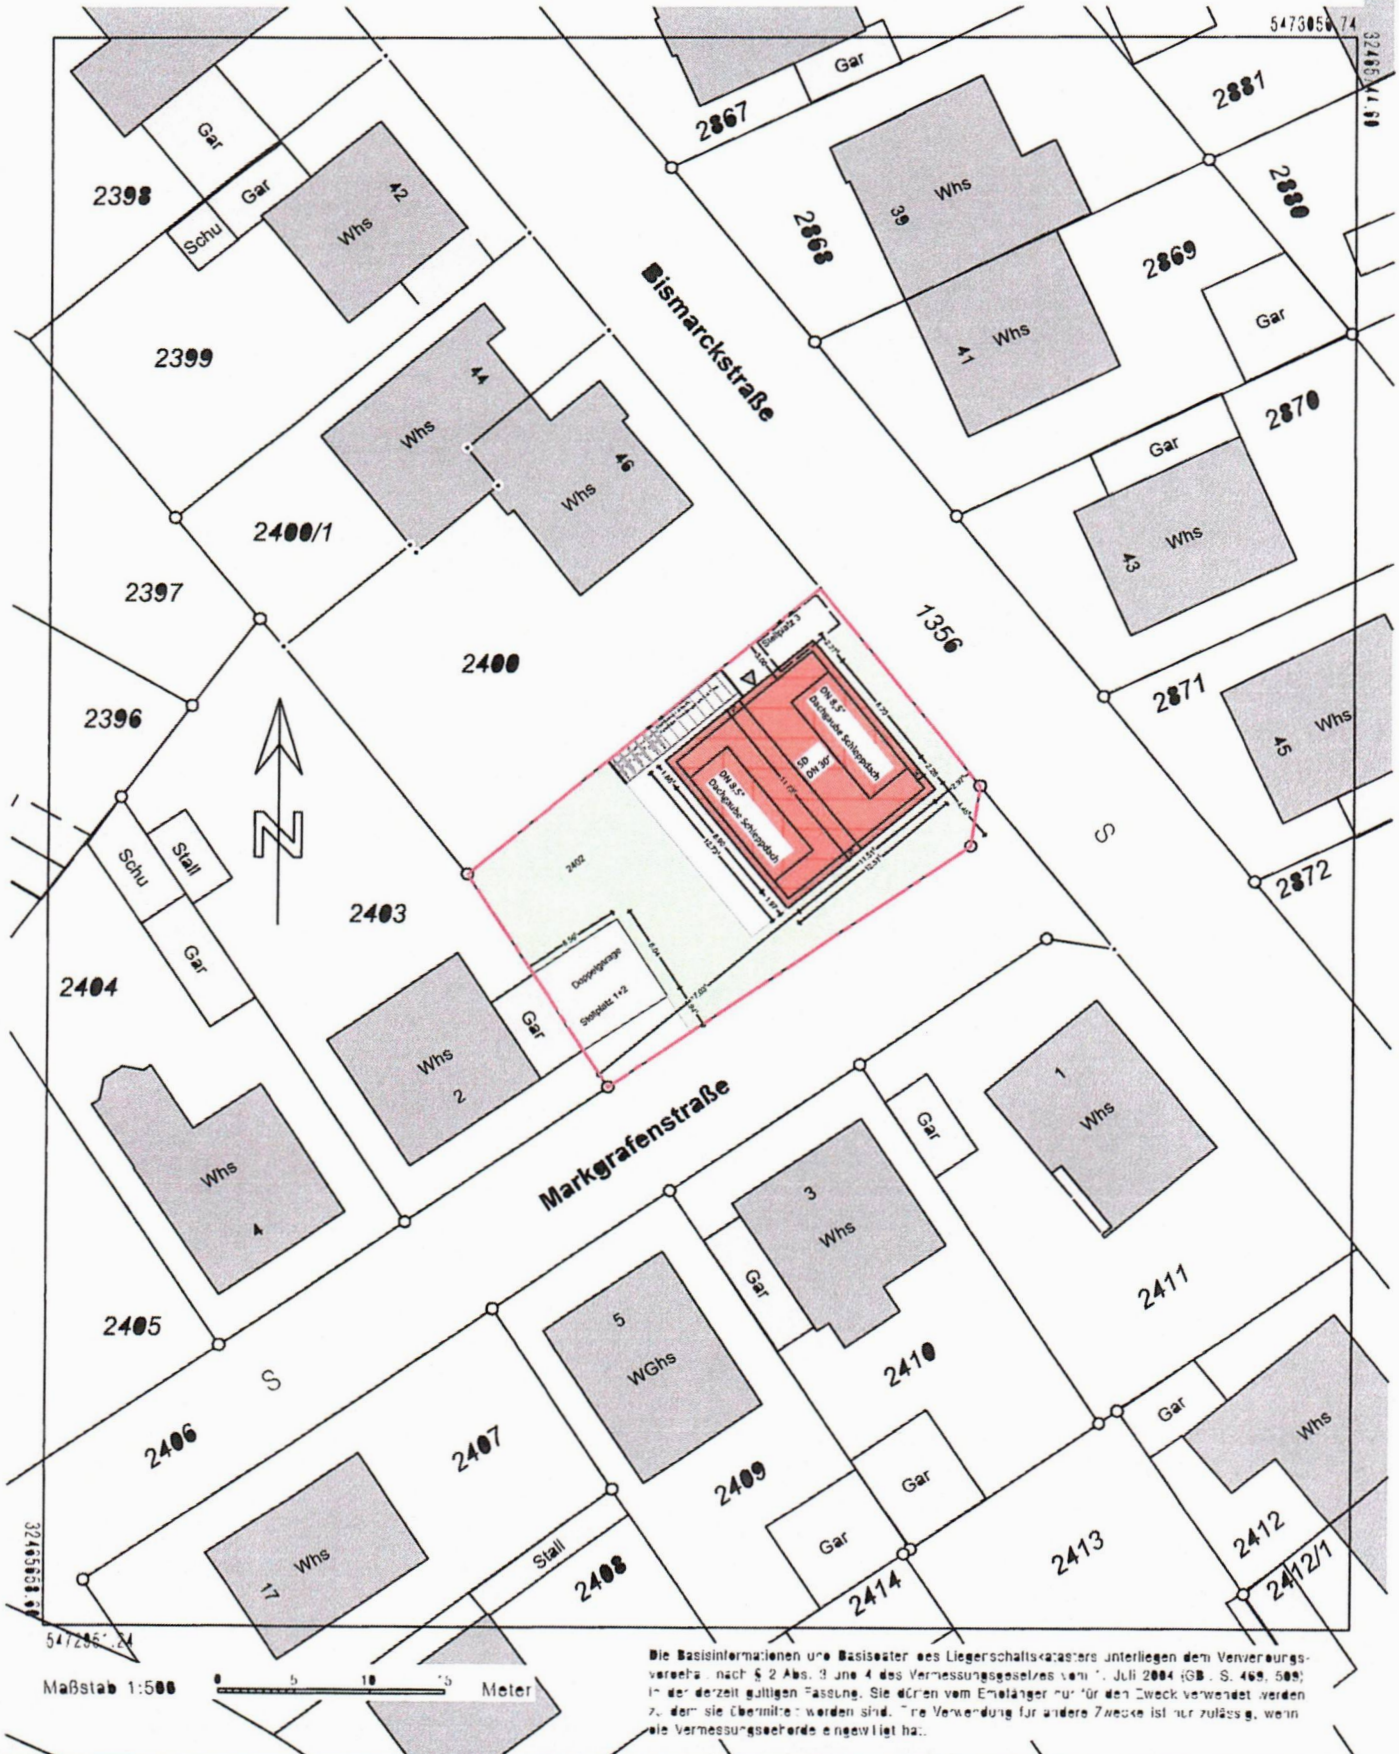 5473050.74
Gar
2867
2881
Gar
2398
Gar
42
Whs
Schu
Whs
39
2868
2880
2869
Bismarckstraße
Gar
2399
44
Whs
Whs
41
46
Whs
2870
Gar
2400/1
Whs
43
2397
2400
1356
Stellplatz 3
2871
Whs
45
2396
DN 8,5°
Dachgaube Schleppdach
SD
DN 30°
DN 8,5°
Dachgaube Schleppdach
N
S
Schu
Stall
2402
2872
2403
Gar
2404
Doppelgarage
Stellplatz 1+2
Gar
Whs
2
Markgrafenstraße
1
Whs
Gar
Whs
4
3
Whs
Gar
2411
2405
5
WGhs
2410
S
2406
2407
Gar
Whs
2409
Gar
Gar
Whs
17
Stall
2408
2413
2412
2412/1
2414
Maßstab 1:500
0 5 10 15 Meter
Die Basisinformationen und Basisdaten des Liegenschaftskatasters unterliegen dem Verwendungs-
vorbehalt nach § 2 Abs. 3 und 4 des Vermessungsgesetzes vom 1. Juli 2004 (GBl. S. 469, 509)
in der derzeit gültigen Fassung. Sie dürfen vom Empfänger nur für den Zweck verwendet werden
zu dem sie übermittelt worden sind. Eine Verwendung für andere Zwecke ist nur zulässig, wenn
die Vermessungsbehörde eingewilligt hat.